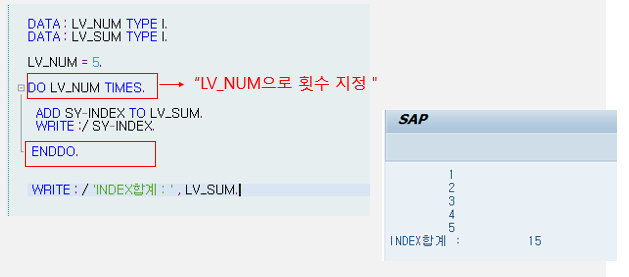 DATA : LV_NUM TYPE I.
DATA : LV_SUM TYPE I.
LV_NUM = 5.
DO LV_NUM TIMES.
"LV_NUM으로 횟수 지정 "
ADD SY-INDEX TO LV_SUM.
WRITE :/ SY-INDEX.
ENDDO.
WRITE : / 'INDEX합계 : ' , LV_SUM.
SAP
1
2
3
4
5
INDEX합계 : 15